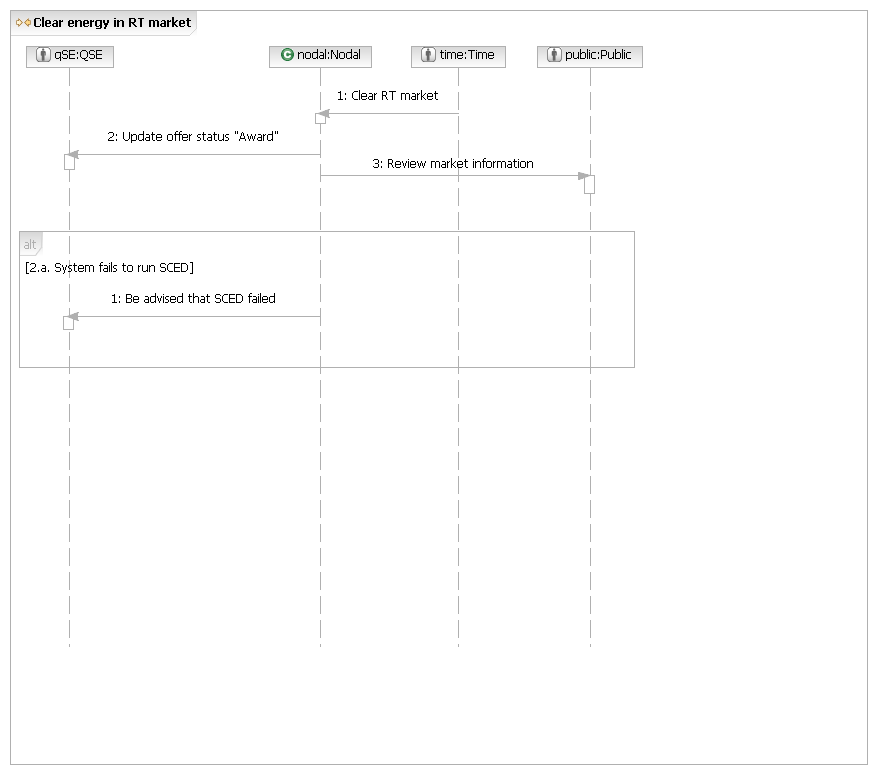 Clear energy in RT market
qSE:QSE
C nodal:Nodal
time:Time
public:Public
1: Clear RT market
2: Update offer status "Award"
3: Review market information
alt
[2.a. System fails to run SCED]
1: Be advised that SCED failed